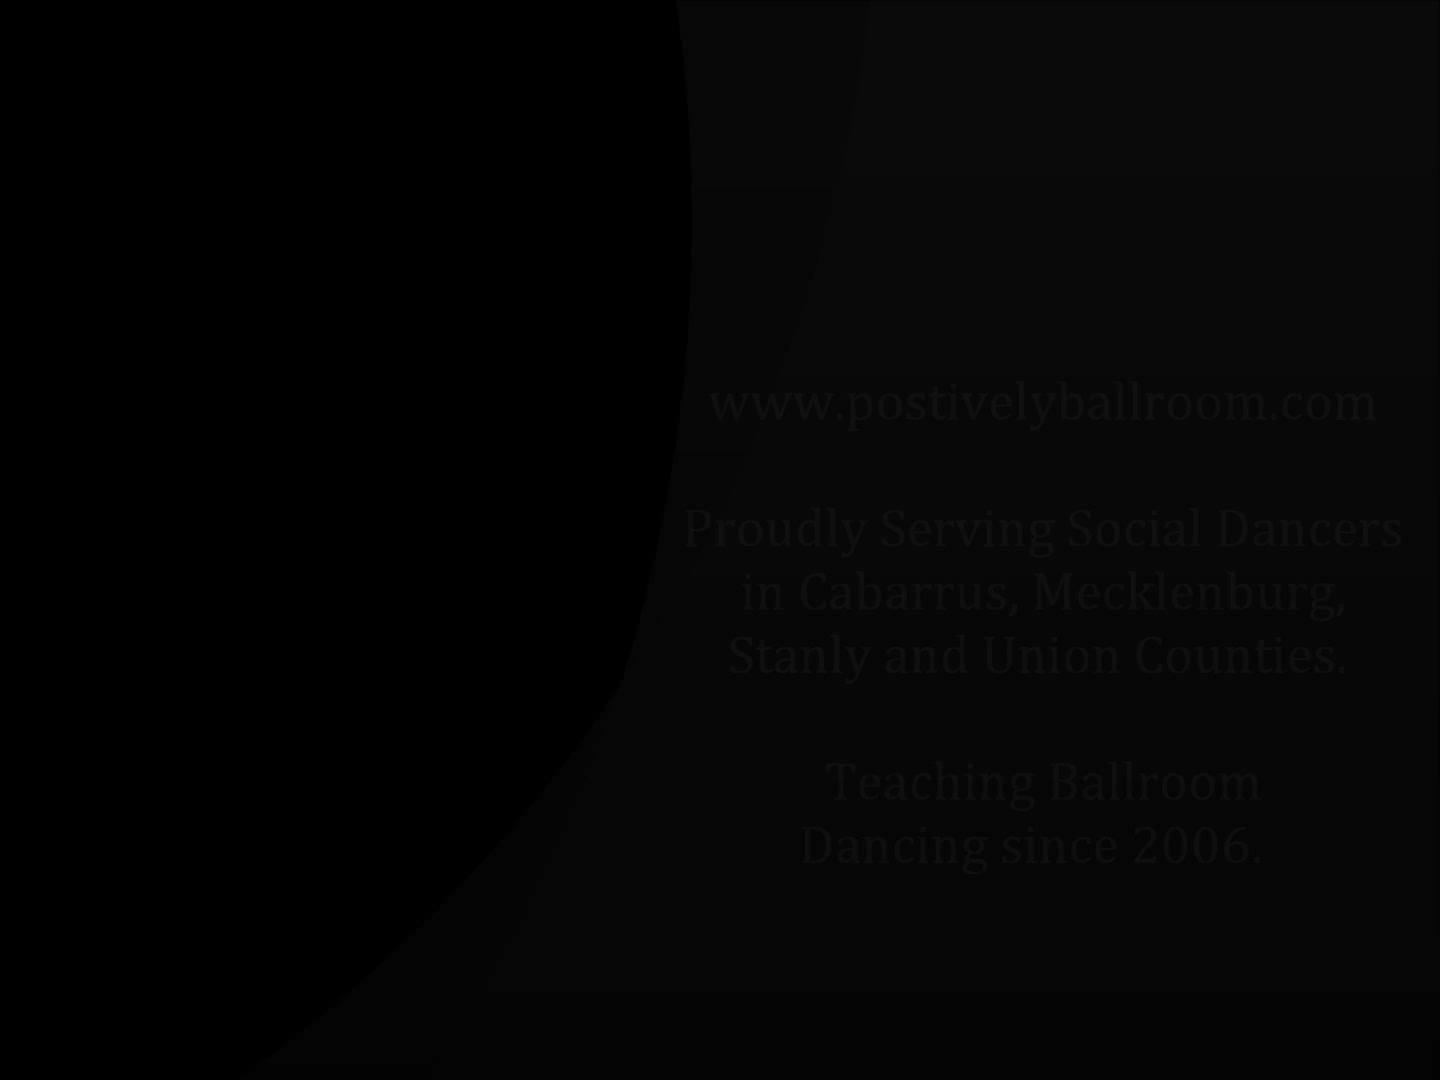 www.postivelyballroom.com
Proudly Serving Social Dancers
in Cabarrus, Mecklenburg,
Stanly and Union Counties.
Teaching Ballroom
Dancing since 2006.